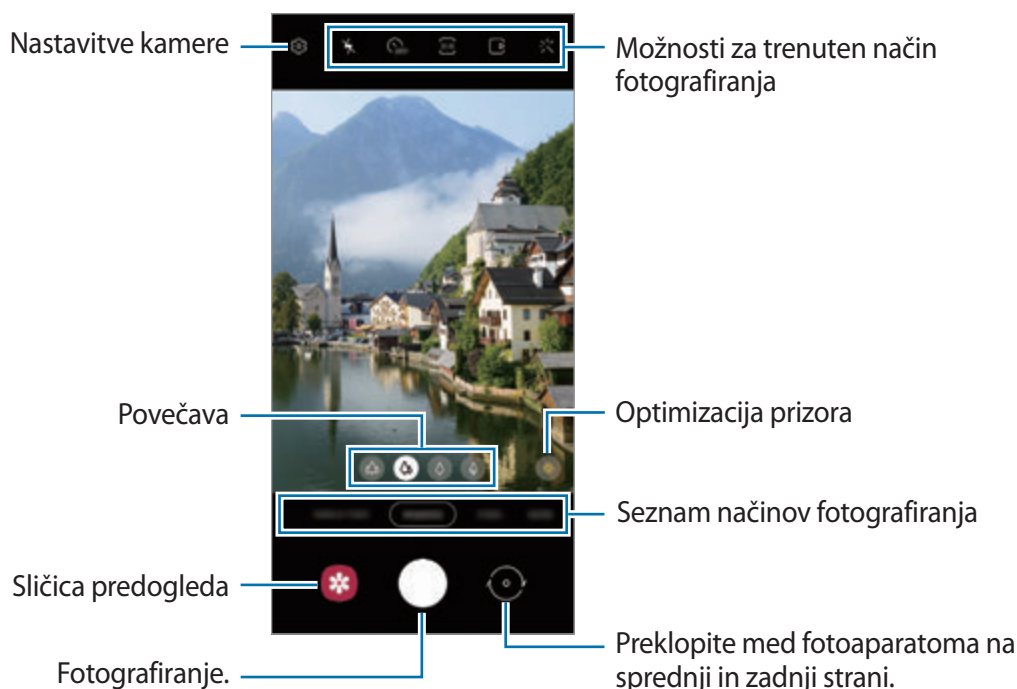 Nastavitve kamere
Možnosti za trenuten način
fotografiranja
Povečava
Optimizacija prizora
Seznam načinov fotografiranja
Sličica predogleda
Fotografiranje.
Preklopite med fotoaparatoma na
sprednji in zadnji strani.